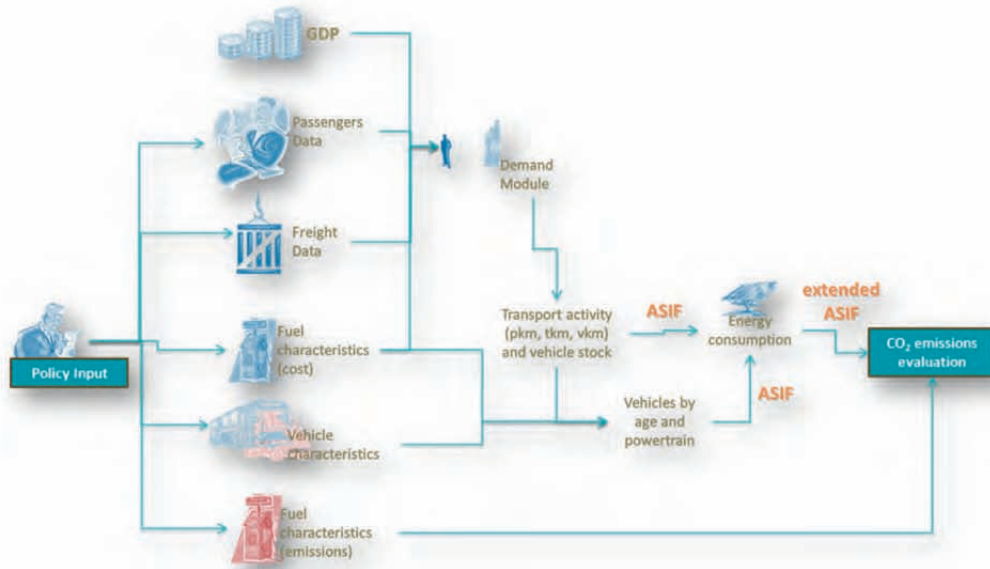 GDP
Passengers
Data
Demand
Module
Freight
Data
Policy Input
Fuel
characteristics
(cost)
Transport activity
(pkm, tkm, vkm)
and vehicle stock
ASIF
Energy
consumption
extended
ASIF
CO₂ emissions
evaluation
Vehicle
characteristics
Vehicles by
age and
powertrain
ASIF
Fuel
characteristics
(emissions)